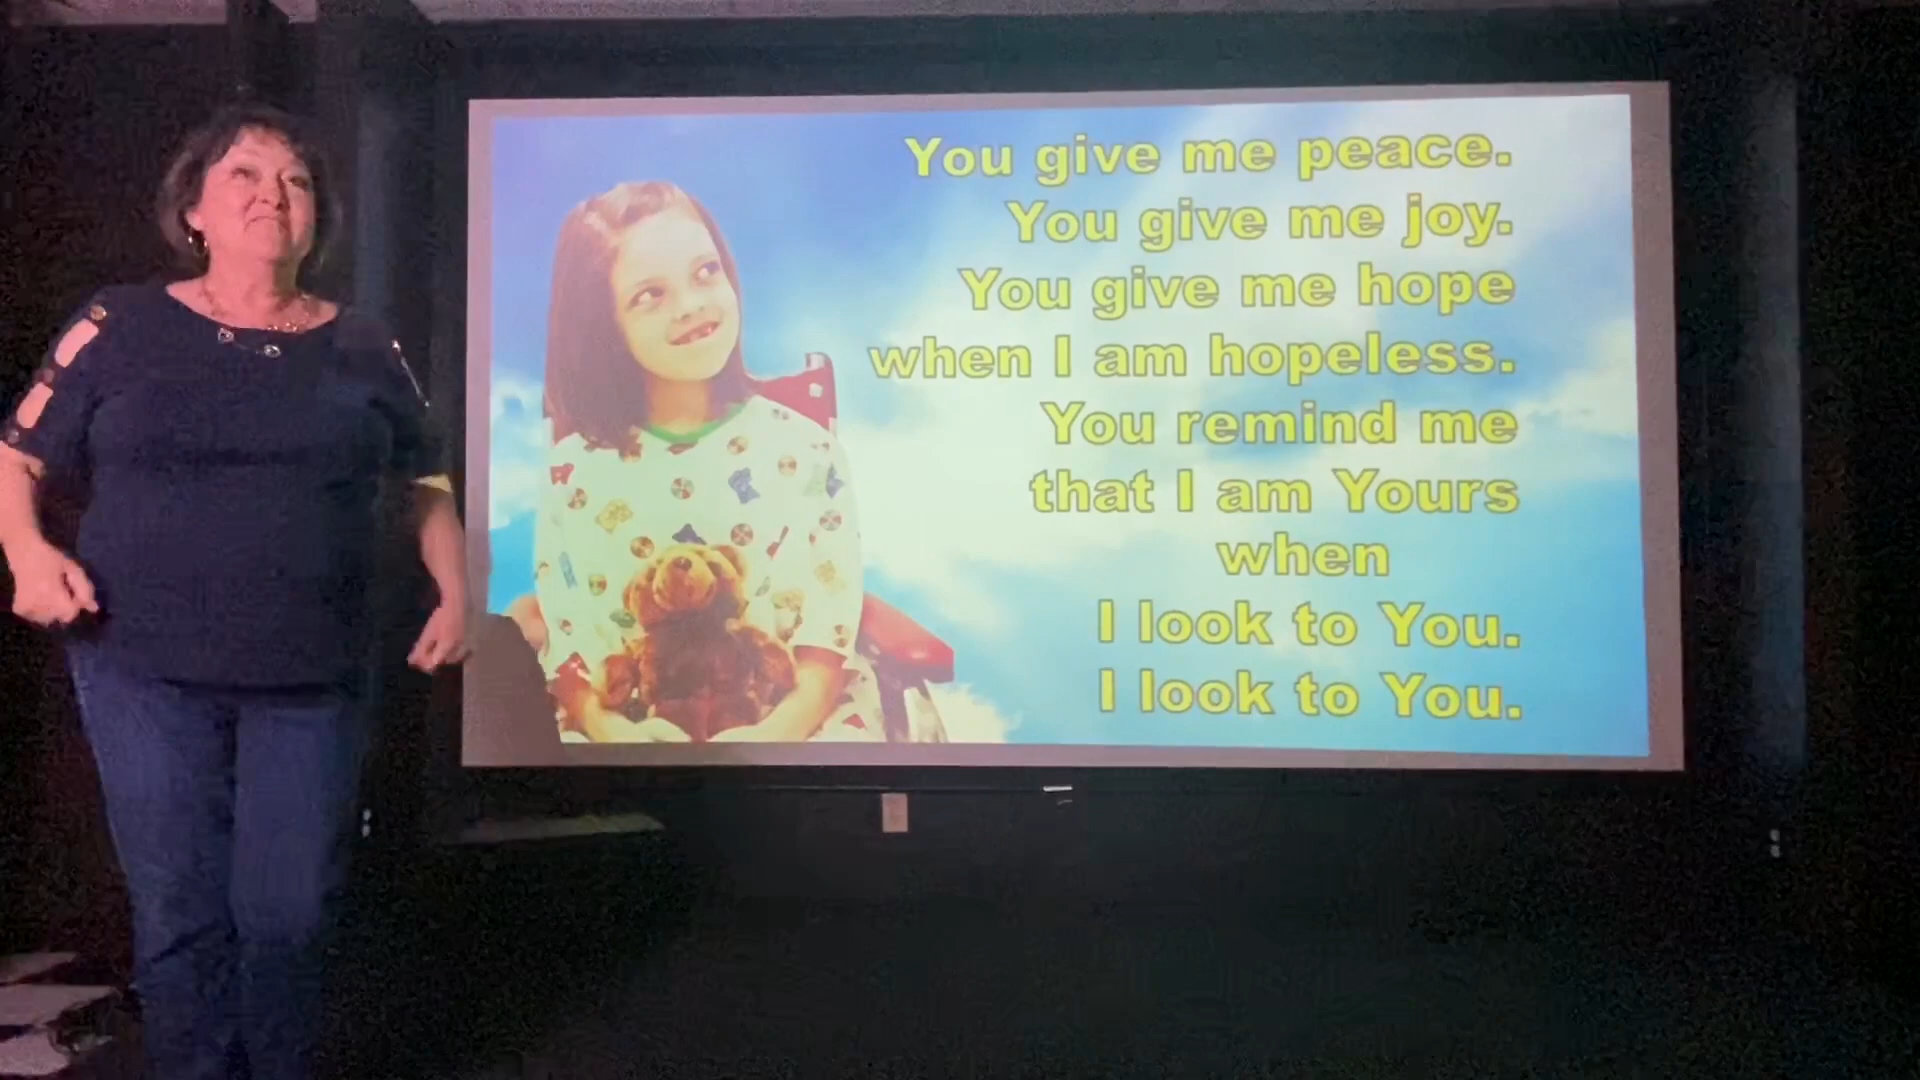 You give me peace.
You give me joy.
You give me hope
when I am hopeless.
You remind me
that I am Yours
when
I look to You.
I look to You.